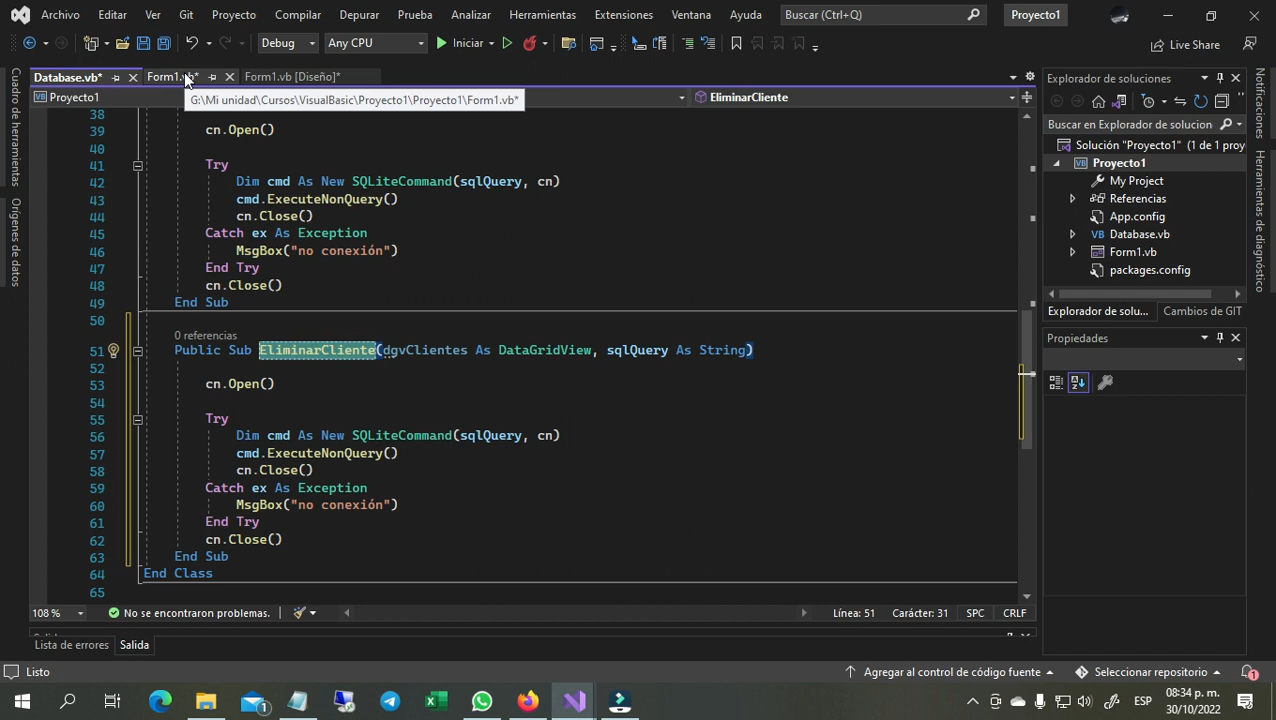 Archivo Editar Ver Git Proyecto Compilar Depurar Prueba Analizar Herramientas Extensiones Ventana Ayuda Buscar (Ctrl+Q) Proyecto1
Debug Any CPU Iniciar Live Share
Database.vb* Form1.vb* Form1.vb [Diseño]*
G:\Mi unidad\Cursos\VisualBasic\Proyecto1\Proyecto1\Form1.vb*
Proyecto1 EliminarCliente
Cuadro de herramientas
Orígenes de datos
38
39 cn.Open()
40
41 Try
42 Dim cmd As New SQLiteCommand(sqlQuery, cn)
43 cmd.ExecuteNonQuery()
44 cn.Close()
45 Catch ex As Exception
46 MsgBox("no conexión")
47 End Try
48 cn.Close()
49 End Sub
50
0 referencias
51 Public Sub EliminarCliente(dgvClientes As DataGridView, sqlQuery As String)
52
53 cn.Open()
54
55 Try
56 Dim cmd As New SQLiteCommand(sqlQuery, cn)
57 cmd.ExecuteNonQuery()
58 cn.Close()
59 Catch ex As Exception
60 MsgBox("no conexión")
61 End Try
62 cn.Close()
63 End Sub
64 End Class
65
108 % No se encontraron problemas. Línea: 51 Carácter: 31 SPC CRLF
Lista de errores Salida
Explorador de soluciones
Buscar en Explorador de solucion
Solución "Proyecto1" (1 de 1 proy
Proyecto1
My Project
Referencias
App.config
Database.vb
Form1.vb
packages.config
Explorador de solu... Cambios de GIT
Propiedades
Notificaciones
Herramientas de diagnóstico
Listo Agregar al control de código fuente Seleccionar repositorio 1
1 ESP 08:34 p. m.
30/10/2022